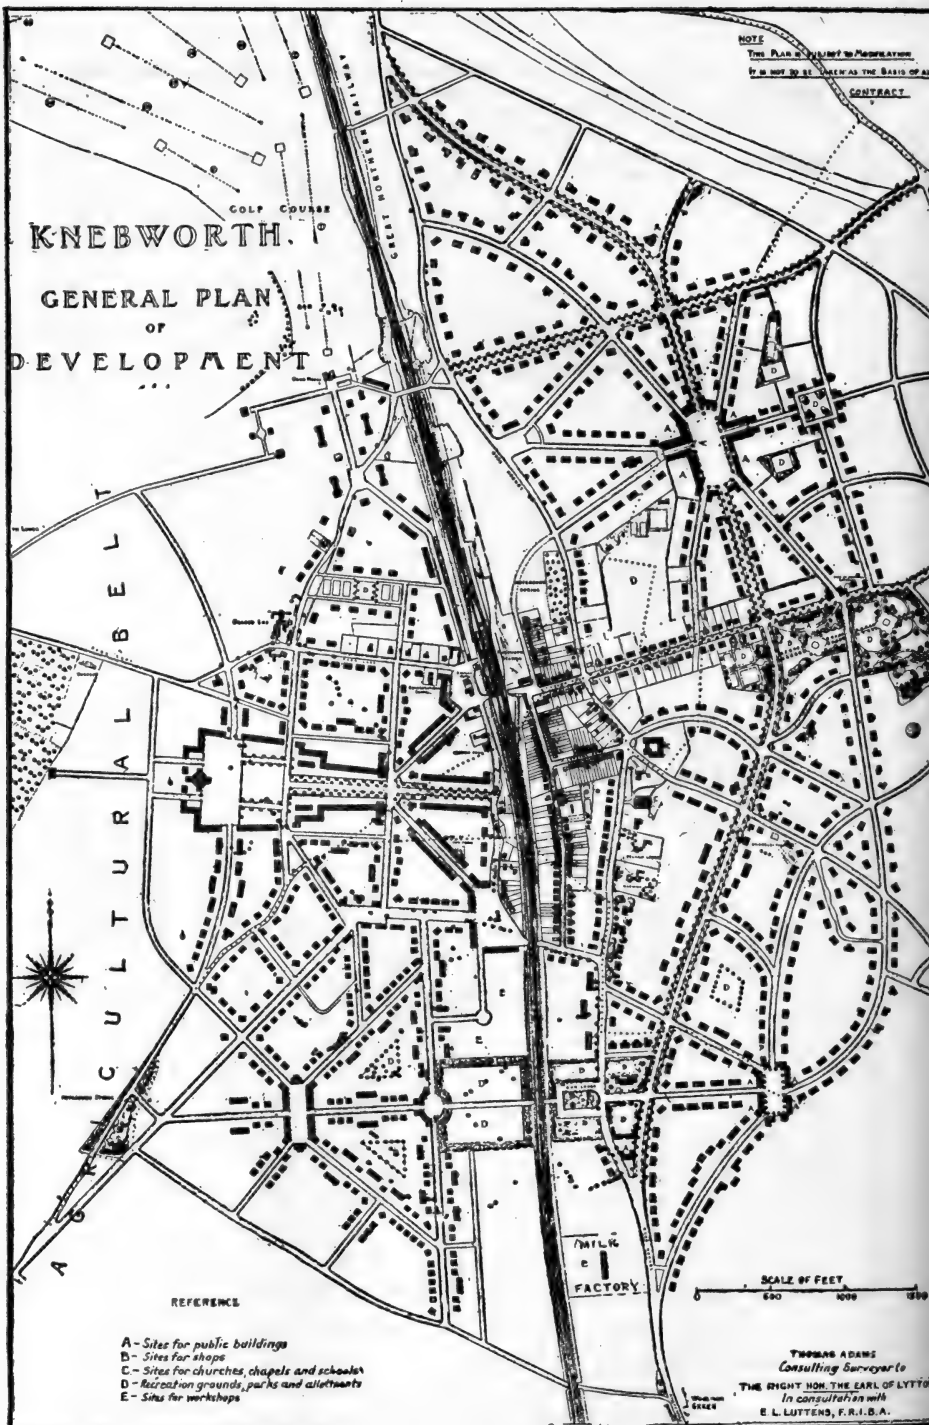 NOTE
THIS PLAN IS SUBJECT TO MODIFICATION
IT IS NOT TO BE TAKEN AS THE BASIS OF A
CONTRACT
GREAT NORTHERN RAILWAY
GOLF COURSE
KNEBWORTH.
GENERAL PLAN
OF
DEVELOPMENT
AGRICULTURAL BELT
D
D
D
A
A
A
A
D
D
D
D
D
E
E
D
D
D
D
A
A
MILK
E
FACTORY
SCALE OF FEET
0 500 1000 1500
REFERENCE
A - Sites for public buildings
B - Sites for shops
C - Sites for churches, chapels and schools
D - Recreation grounds, parks and allotments
E - Sites for workshops
THOMAS ADAMS
Consulting Surveyor to
THE RIGHT HON. THE EARL OF LYTTO
In consultation with
E. L. LUTTENS, F.R.I.B.A.